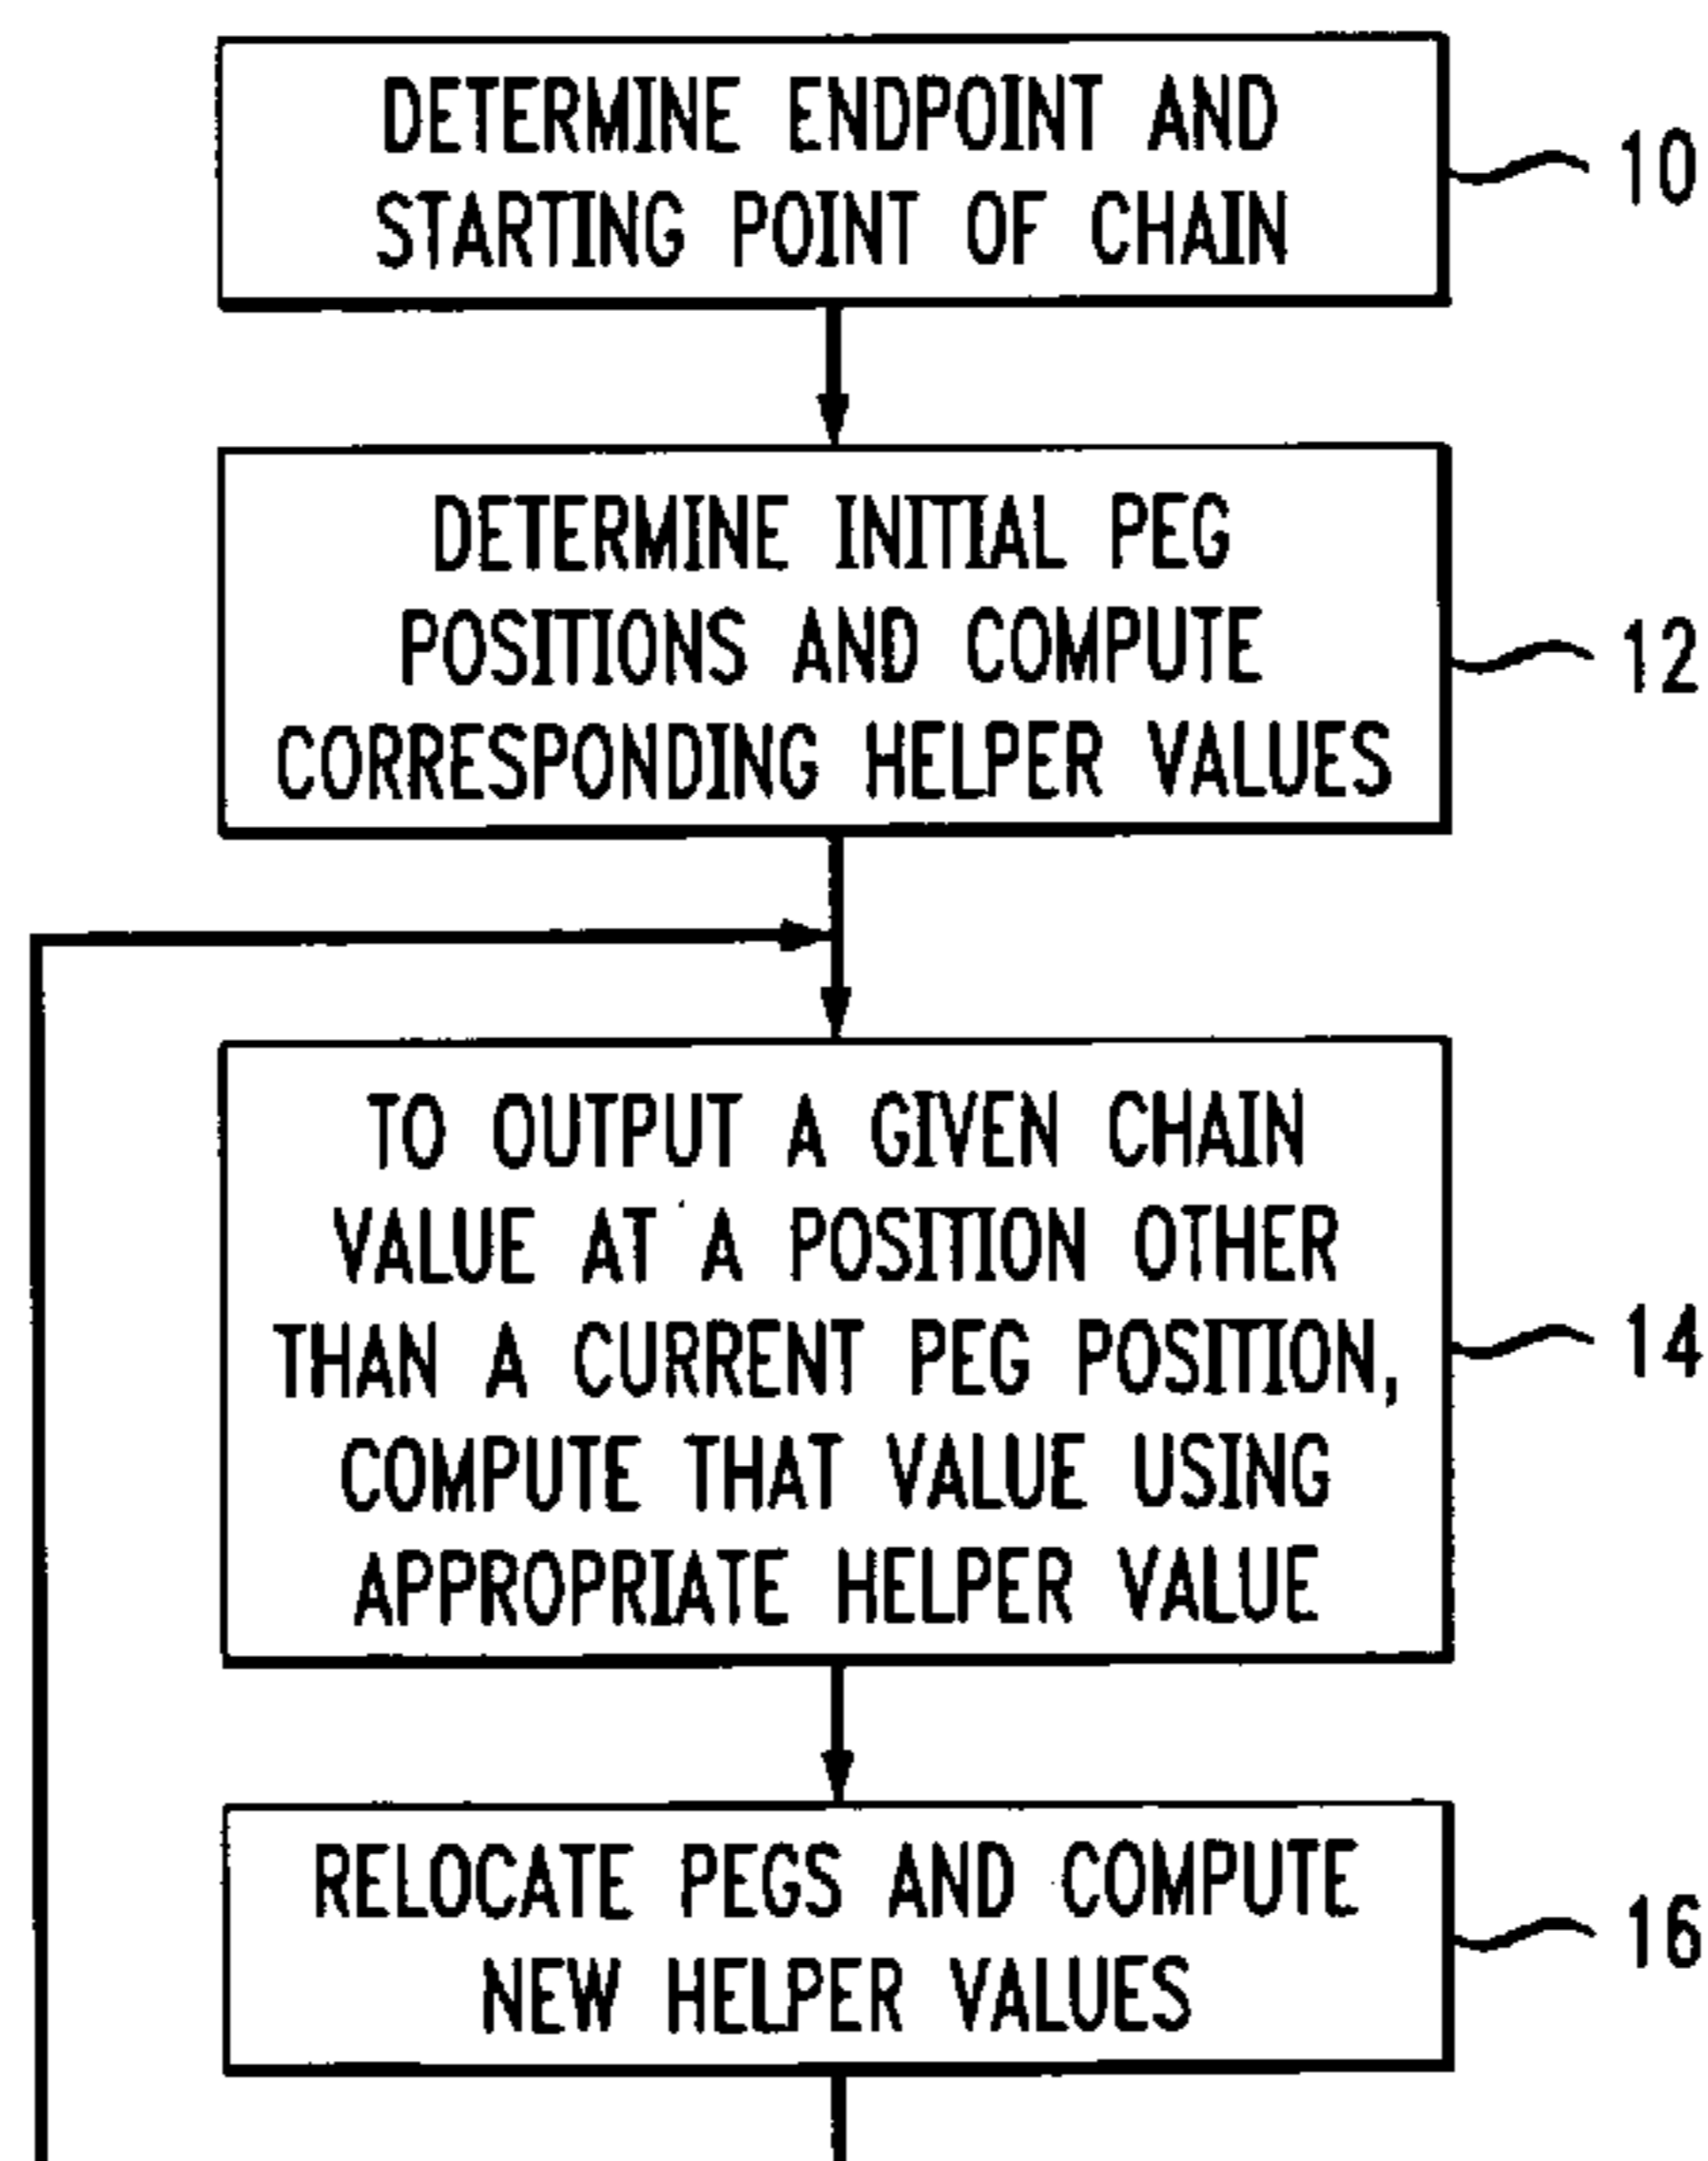 DETERMINE ENDPOINT AND
STARTING POINT OF CHAIN
10
DETERMINE INITIAL PEG
POSITIONS AND COMPUTE
CORRESPONDING HELPER VALUES
12
TO OUTPUT A GIVEN CHAIN
VALUE AT A POSITION OTHER
THAN A CURRENT PEG POSITION,
COMPUTE THAT VALUE USING
APPROPRIATE HELPER VALUE
14
RELOCATE PEGS AND COMPUTE
NEW HELPER VALUES
16